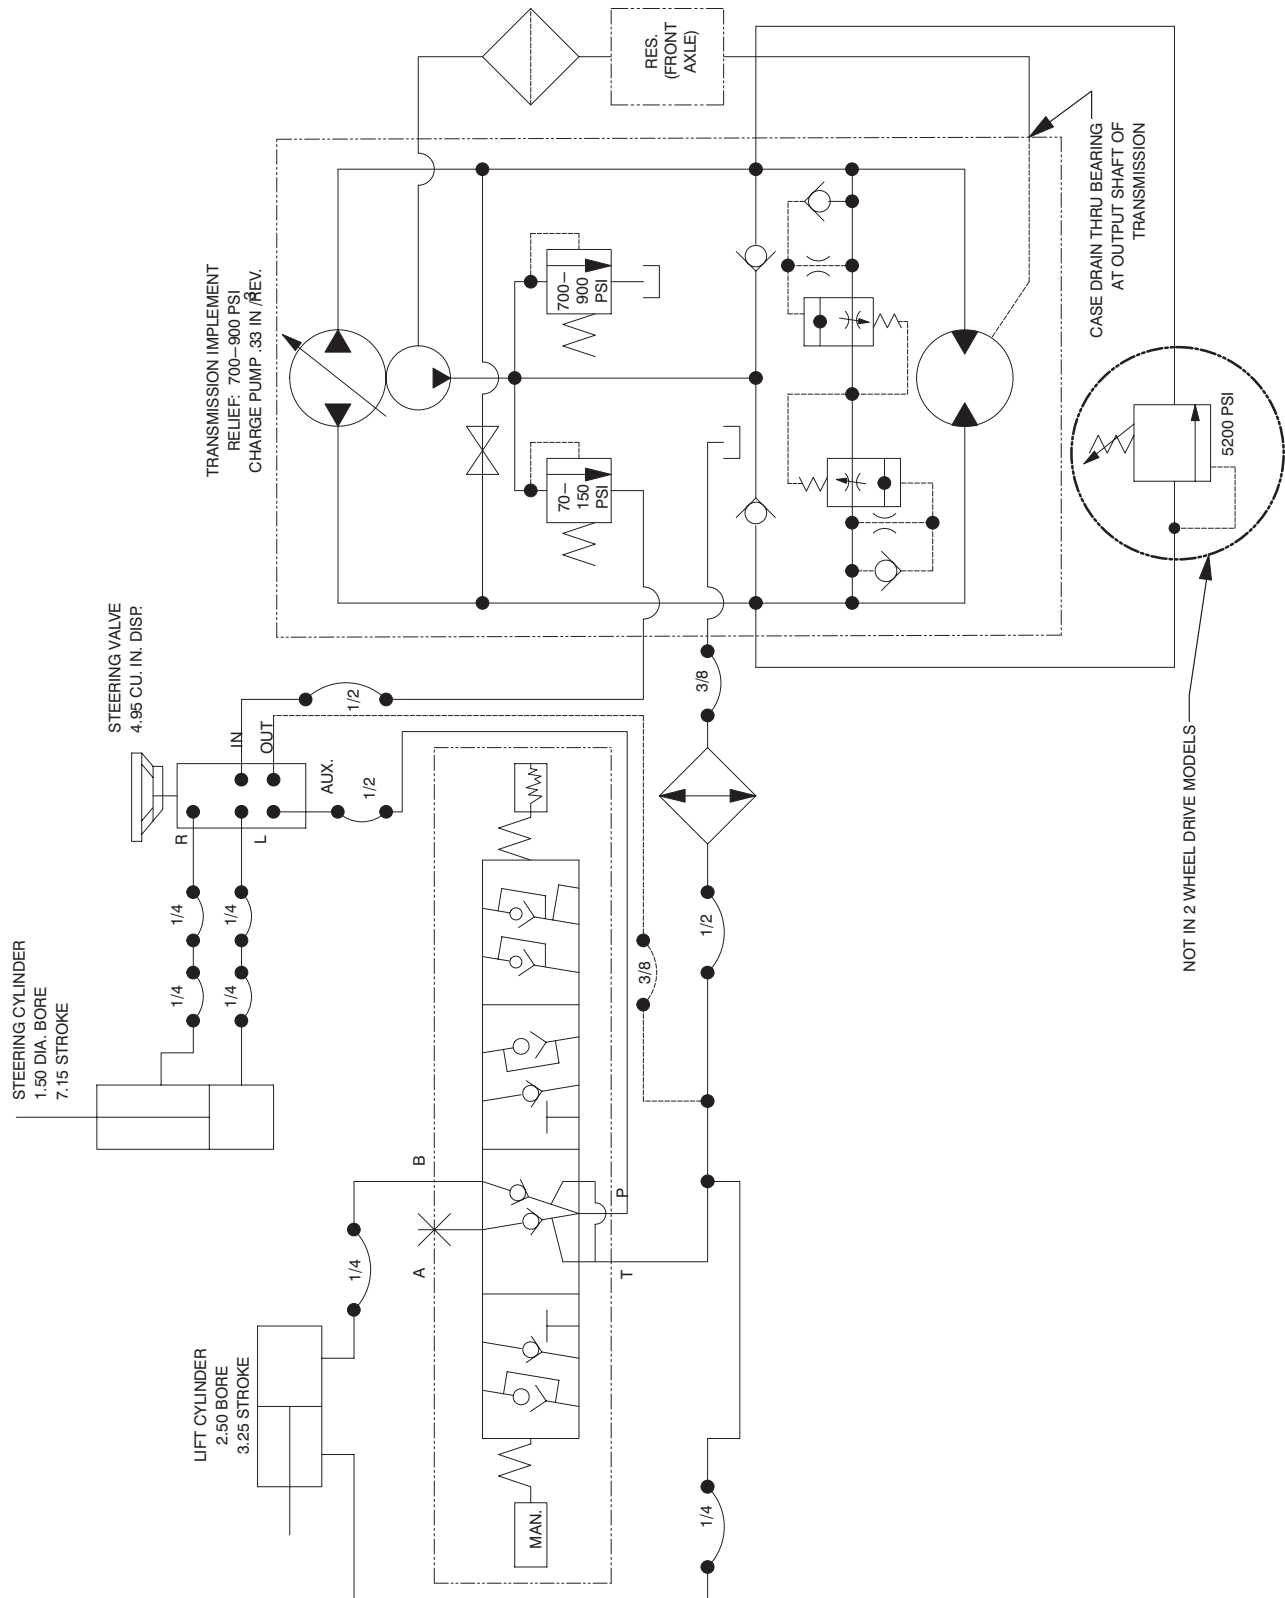 STEERING CYLINDER
1.50 DIA. BORE
7.15 STROKE
LIFT CYLINDER
2.50 BORE
3.25 STROKE
STEERING VALVE
4.95 CU. IN. DISP.
TRANSMISSION IMPLEMENT
RELIEF: 700–900 PSI
CHARGE PUMP .33 IN³/REV.
RES.
(FRONT
AXLE)
CASE DRAIN THRU BEARING
AT OUTPUT SHAFT OF
TRANSMISSION
700–
900
PSI
70–
150
PSI
5200 PSI
NOT IN 2 WHEEL DRIVE MODELS
IN
OUT
R
L
AUX.
1/2
1/2
1/4
1/4
1/4
1/4
1/4
3/8
3/8
1/2
1/4
A
B
P
T
MAN.